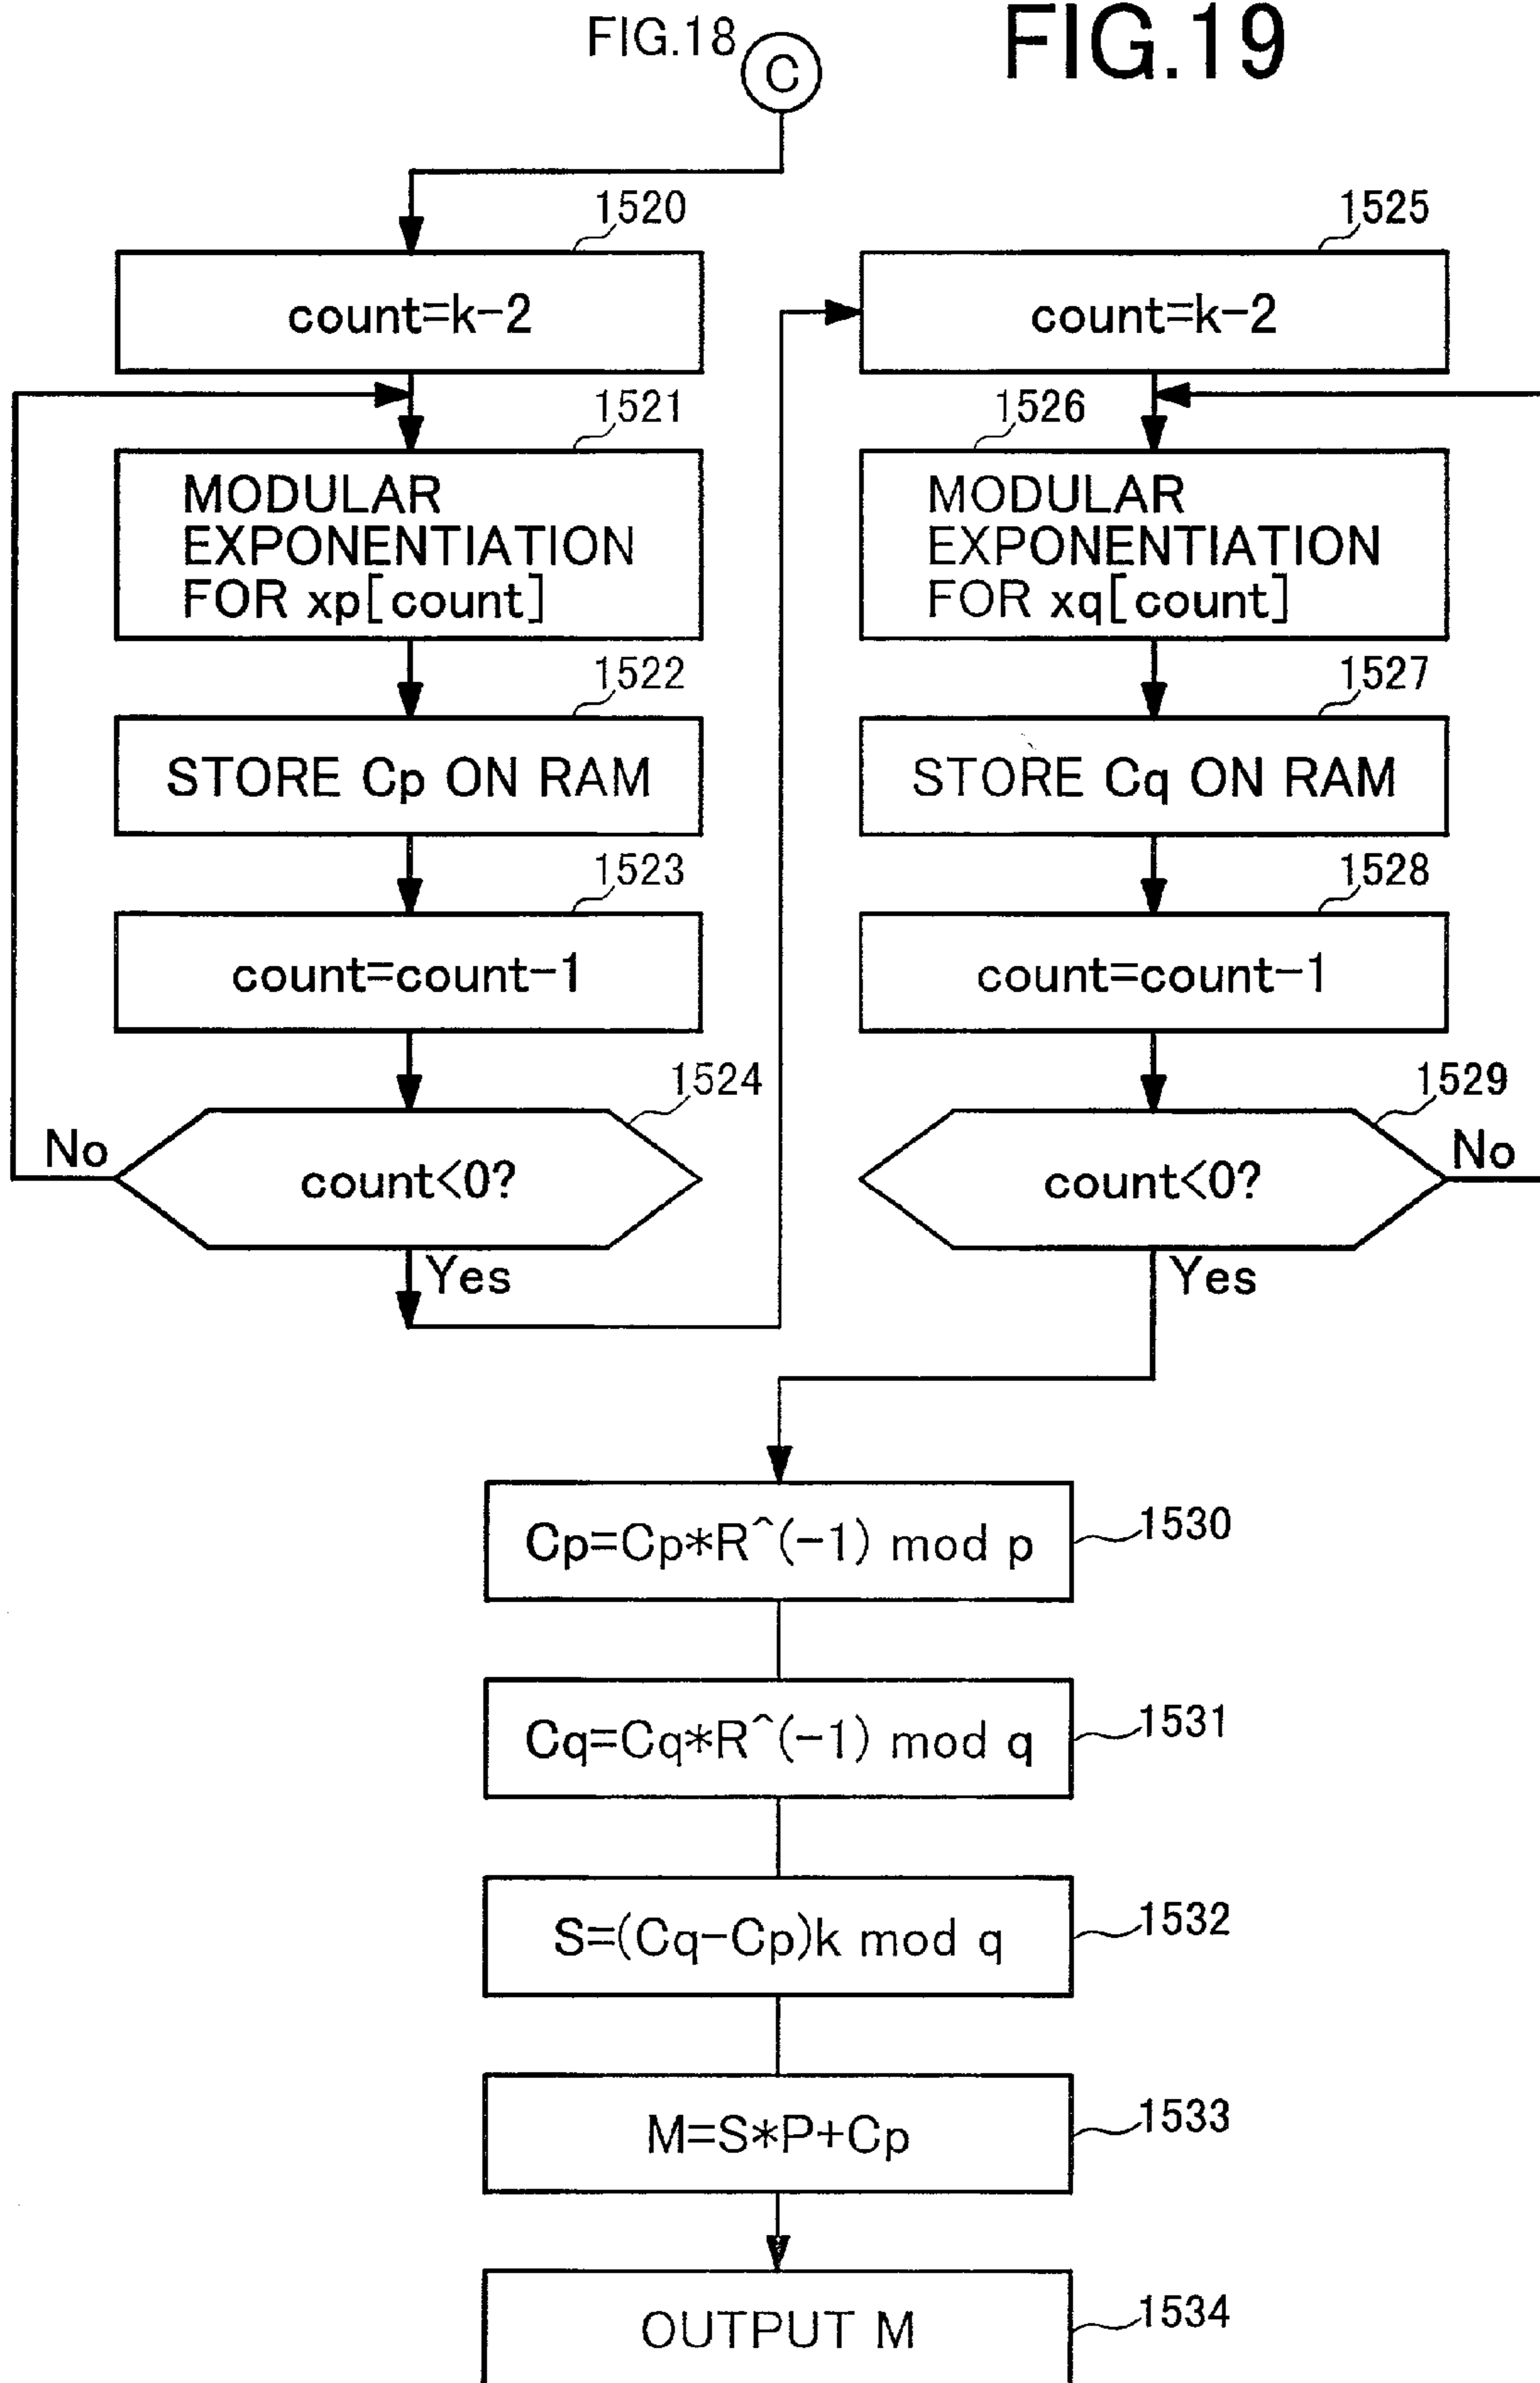 FIG.18
C
FIG.19
1520
count=k-2
1521
MODULAR
EXPONENTIATION
FOR xp[count]
1522
STORE Cp ON RAM
1523
count=count-1
1524
No
count<0?
Yes
1525
count=k-2
1526
MODULAR
EXPONENTIATION
FOR xq[count]
1527
STORE Cq ON RAM
1528
count=count-1
1529
No
count<0?
Yes
Cp=Cp*R^(-1) mod p
1530
Cq=Cq*R^(-1) mod q
1531
S=(Cq-Cp)k mod q
1532
M=S*P+Cp
1533
OUTPUT M
1534